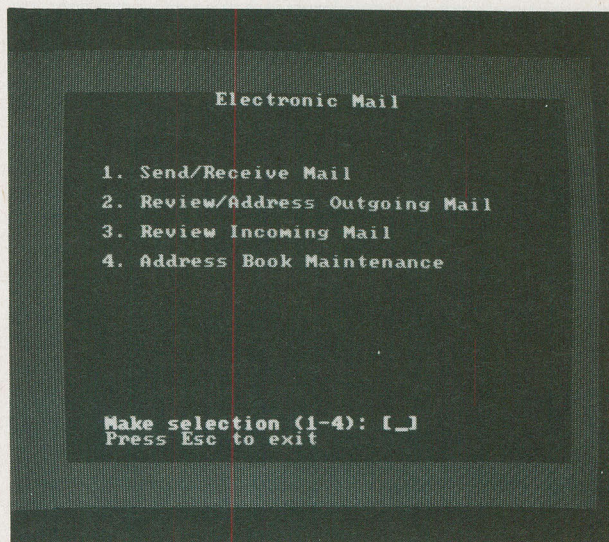 Electronic Mail
1. Send/Receive Mail
2. Review/Address Outgoing Mail
3. Review Incoming Mail
4. Address Book Maintenance
Make selection (1-4): [_]
Press Esc to exit